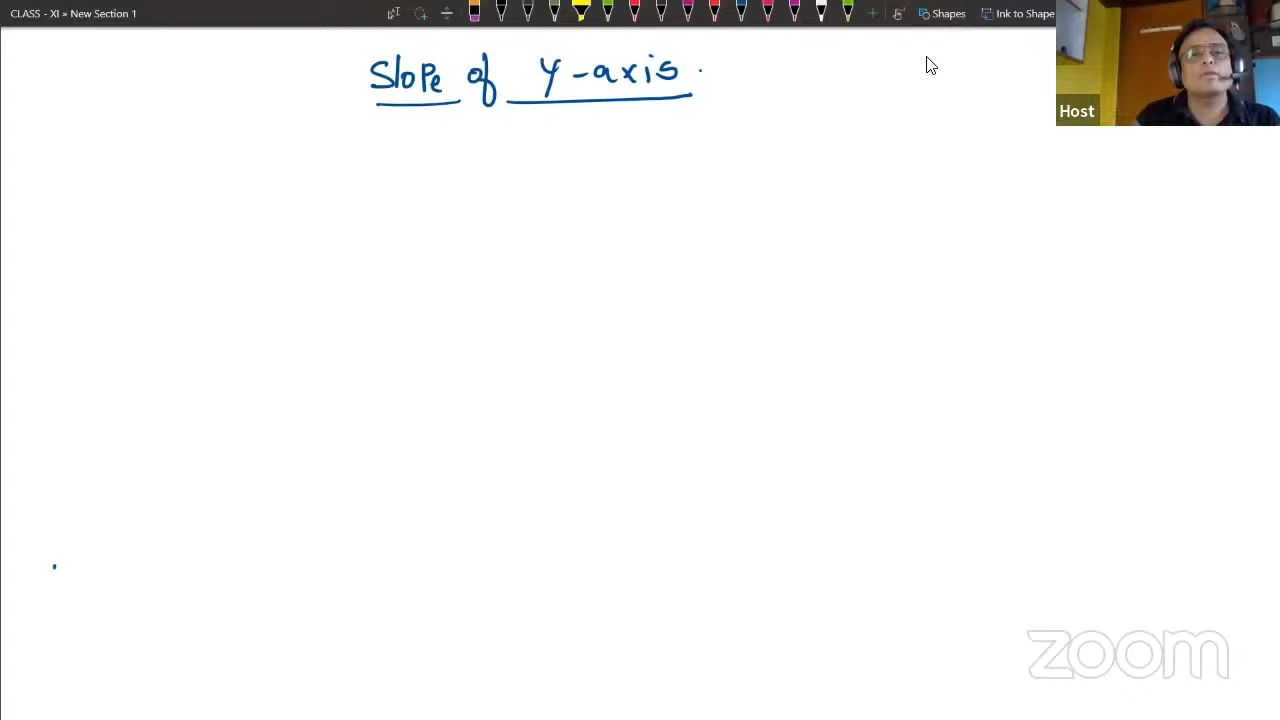 CLASS - XI » New Section 1
Shapes
Ink to Shape
Slope of Y-axis.
Host
zoom